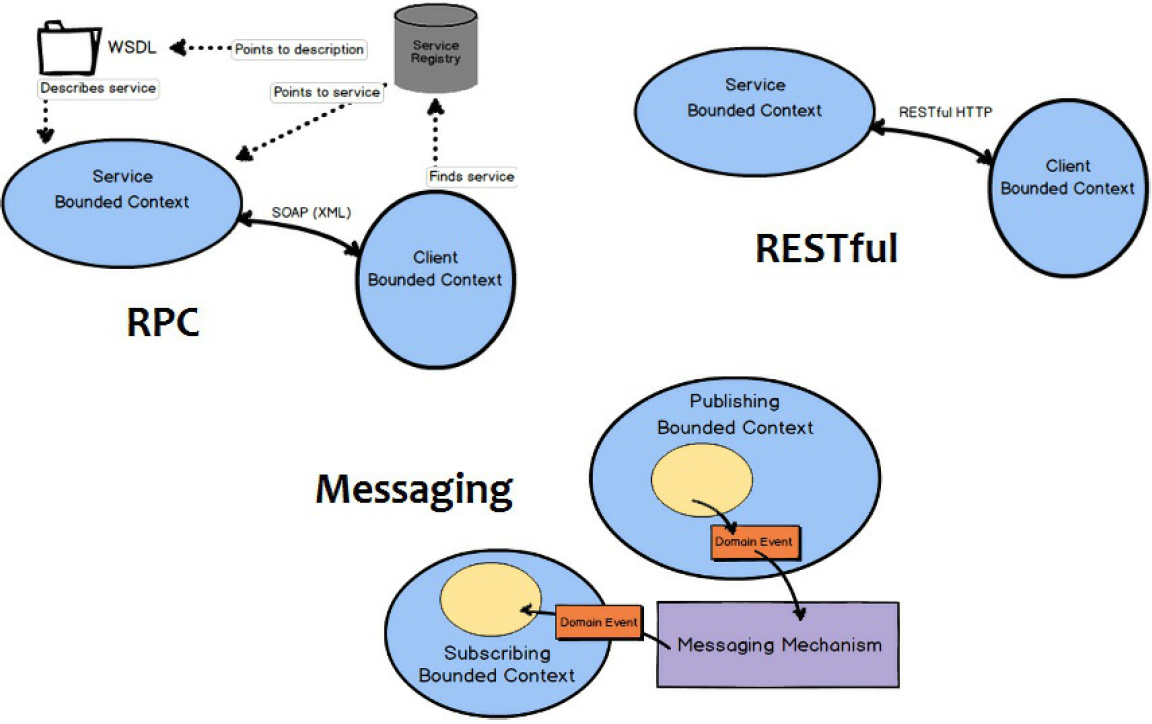 WSDL
Points to description
Service
Registry
Describes service
Points to service
Finds service
Service
Bounded Context
SOAP (XML)
Client
Bounded Context
RPC
Service
Bounded Context
RESTful HTTP
Client
Bounded Context
RESTful
Messaging
Publishing
Bounded Context
Domain Event
Domain Event
Subscribing
Bounded Context
Messaging Mechanism